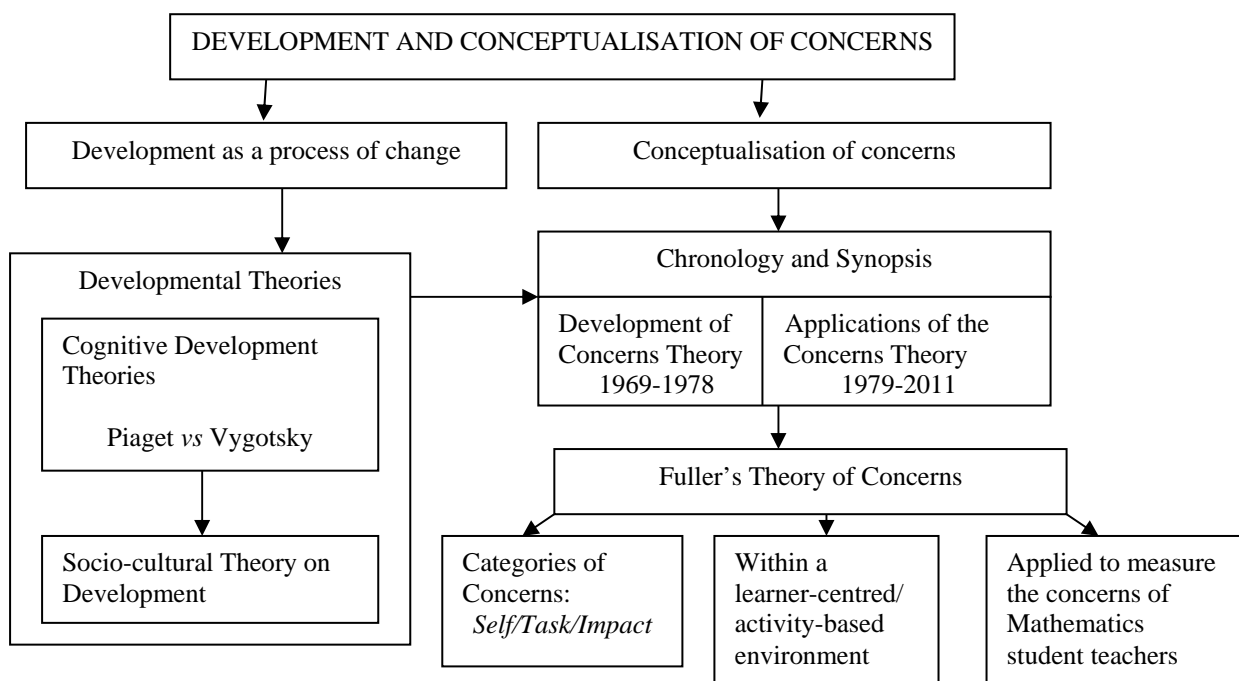 DEVELOPMENT AND CONCEPTUALISATION OF CONCERNS
Development as a process of change
Conceptualisation of concerns
Developmental Theories
Cognitive Development
Theories
Piaget vs Vygotsky
Socio-cultural Theory on
Development
Chronology and Synopsis
Development of
Concerns Theory
1969-1978
Applications of the
Concerns Theory
1979-2011
Fuller’s Theory of Concerns
Categories of
Concerns:
Self/Task/Impact
Within a
learner-centred/
activity-based
environment
Applied to measure
the concerns of
Mathematics
student teachers